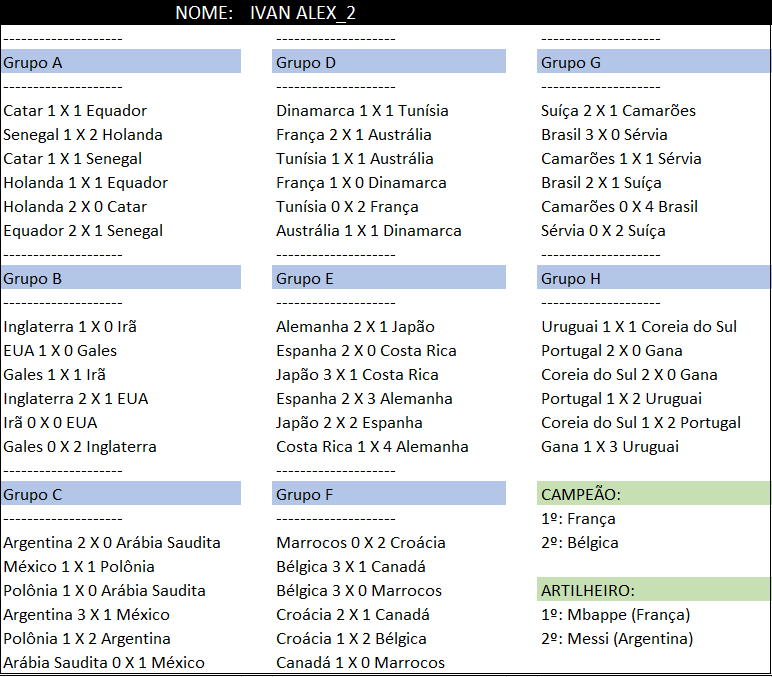 NOME: IVAN ALEX_2
--------------------
Grupo A
--------------------
Catar 1 X 1 Equador
Senegal 1 X 2 Holanda
Catar 1 X 1 Senegal
Holanda 1 X 1 Equador
Holanda 2 X 0 Catar
Equador 2 X 1 Senegal
--------------------
Grupo B
--------------------
Inglaterra 1 X 0 Irã
EUA 1 X 0 Gales
Gales 1 X 1 Irã
Inglaterra 2 X 1 EUA
Irã 0 X 0 EUA
Gales 0 X 2 Inglaterra
--------------------
Grupo C
--------------------
Argentina 2 X 0 Arábia Saudita
México 1 X 1 Polônia
Polônia 1 X 0 Arábia Saudita
Argentina 3 X 1 México
Polônia 1 X 2 Argentina
Arábia Saudita 0 X 1 México
--------------------
Grupo D
--------------------
Dinamarca 1 X 1 Tunísia
França 2 X 1 Austrália
Tunísia 1 X 1 Austrália
França 1 X 0 Dinamarca
Tunísia 0 X 2 França
Austrália 1 X 1 Dinamarca
--------------------
Grupo E
--------------------
Alemanha 2 X 1 Japão
Espanha 2 X 0 Costa Rica
Japão 3 X 1 Costa Rica
Espanha 2 X 3 Alemanha
Japão 2 X 2 Espanha
Costa Rica 1 X 4 Alemanha
--------------------
Grupo F
--------------------
Marrocos 0 X 2 Croácia
Bélgica 3 X 1 Canadá
Bélgica 3 X 0 Marrocos
Croácia 2 X 1 Canadá
Croácia 1 X 2 Bélgica
Canadá 1 X 0 Marrocos
--------------------
Grupo G
--------------------
Suíça 2 X 1 Camarões
Brasil 3 X 0 Sérvia
Camarões 1 X 1 Sérvia
Brasil 2 X 1 Suíça
Camarões 0 X 4 Brasil
Sérvia 0 X 2 Suíça
--------------------
Grupo H
--------------------
Uruguai 1 X 1 Coreia do Sul
Portugal 2 X 0 Gana
Coreia do Sul 2 X 0 Gana
Portugal 1 X 2 Uruguai
Coreia do Sul 1 X 2 Portugal
Gana 1 X 3 Uruguai
CAMPEÃO:
1º: França
2º: Bélgica
ARTILHEIRO:
1º: Mbappe (França)
2º: Messi (Argentina)